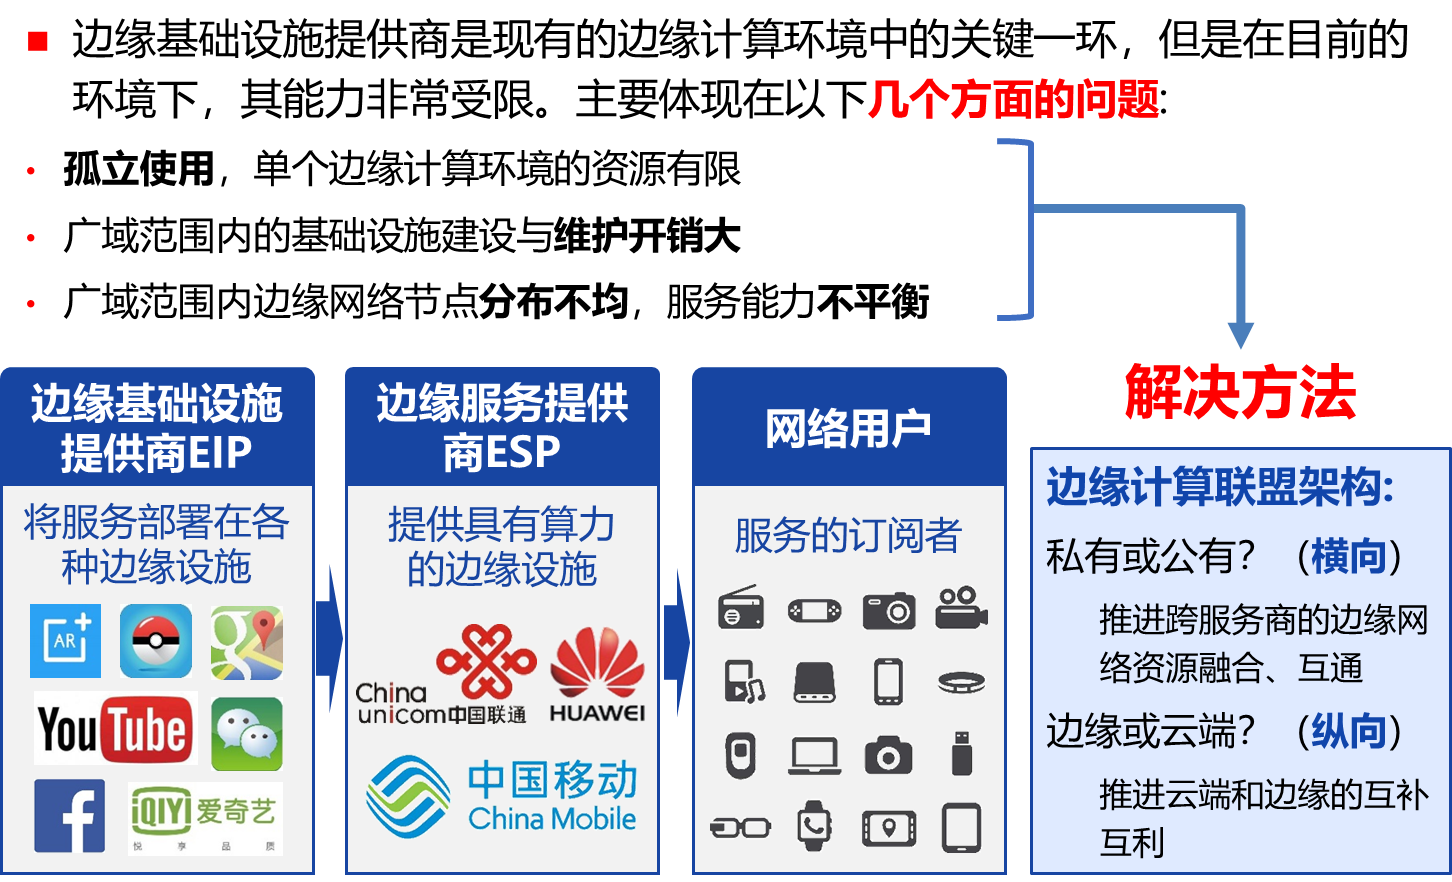 边缘基础设施提供商是现有的边缘计算环境中的关键一环，但是在目前的
环境下，其能力非常受限。主要体现在以下几个方面的问题:
孤立使用，单个边缘计算环境的资源有限
广域范围内的基础设施建设与维护开销大
广域范围内边缘网络节点分布不均，服务能力不平衡
边缘基础设施
提供商EIP
将服务部署在各
种边缘设施
AR
YouTube
f
iQIYI 爱奇艺
悦享品质
边缘服务提供
商ESP
提供具有算力
的边缘设施
China
unicom中国联通
HUAWEI
中国移动
China Mobile
网络用户
服务的订阅者
解决方法
边缘计算联盟架构:
私有或公有？（横向）
推进跨服务商的边缘网
络资源融合、互通
边缘或云端？（纵向）
推进云端和边缘的互补
互利